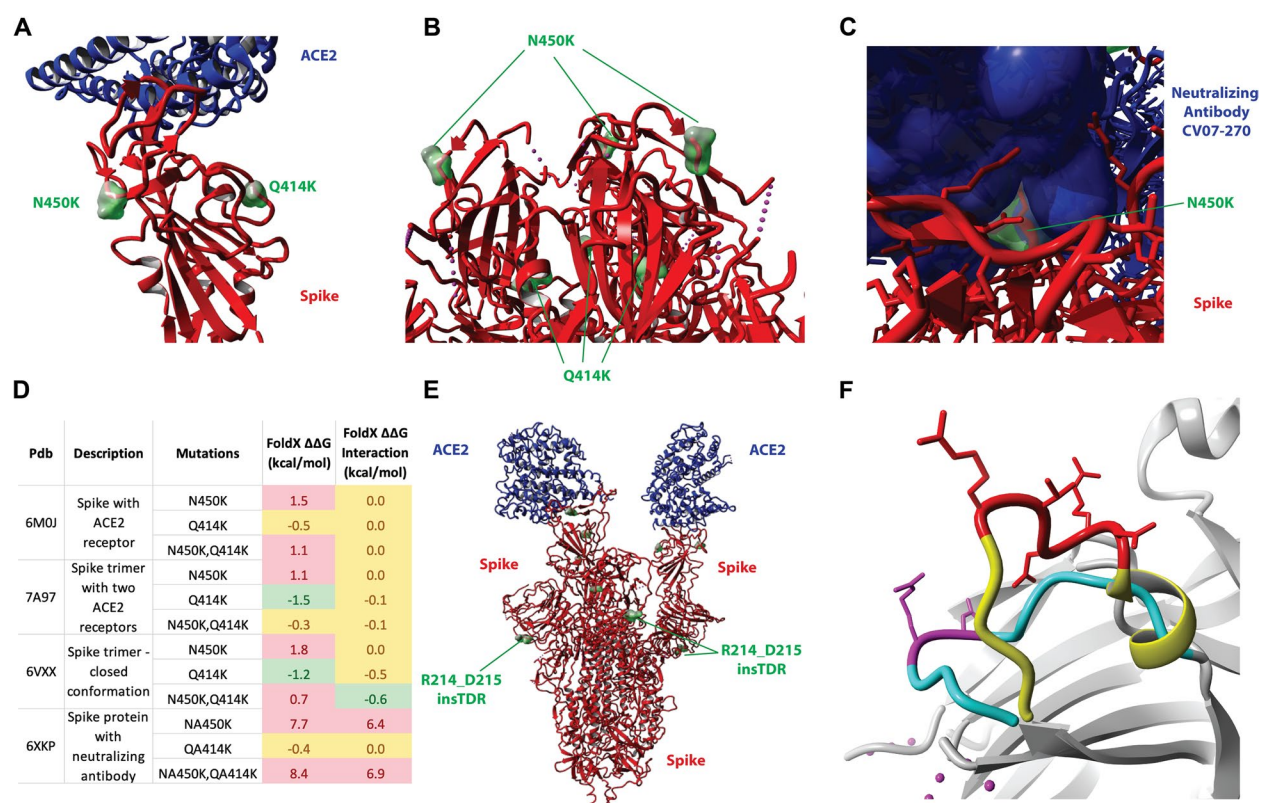 A
ACE2
N450K
Q414K
Spike
B
N450K
Q414K
C
Neutralizing
Antibody
CV07-270
N450K
Spike
D
Pdb Description Mutations FoldX ΔΔG (kcal/mol) FoldX ΔΔG Interaction (kcal/mol)
6M0J Spike with ACE2 receptor
N450K 1.5 0.0
Q414K -0.5 0.0
N450K,Q414K 1.1 0.0
7A97 Spike trimer with two ACE2 receptors
N450K 1.1 0.0
Q414K -1.5 -0.1
N450K,Q414K -0.3 -0.1
6VXX Spike trimer - closed conformation
N450K 1.8 0.0
Q414K -1.2 -0.5
N450K,Q414K 0.7 -0.6
6XKP Spike protein with neutralizing antibody
NA450K 7.7 6.4
QA414K -0.4 0.0
NA450K,QA414K 8.4 6.9
E
ACE2
ACE2
Spike
Spike
R214_D215
insTDR
R214_D215
insTDR
Spike
F